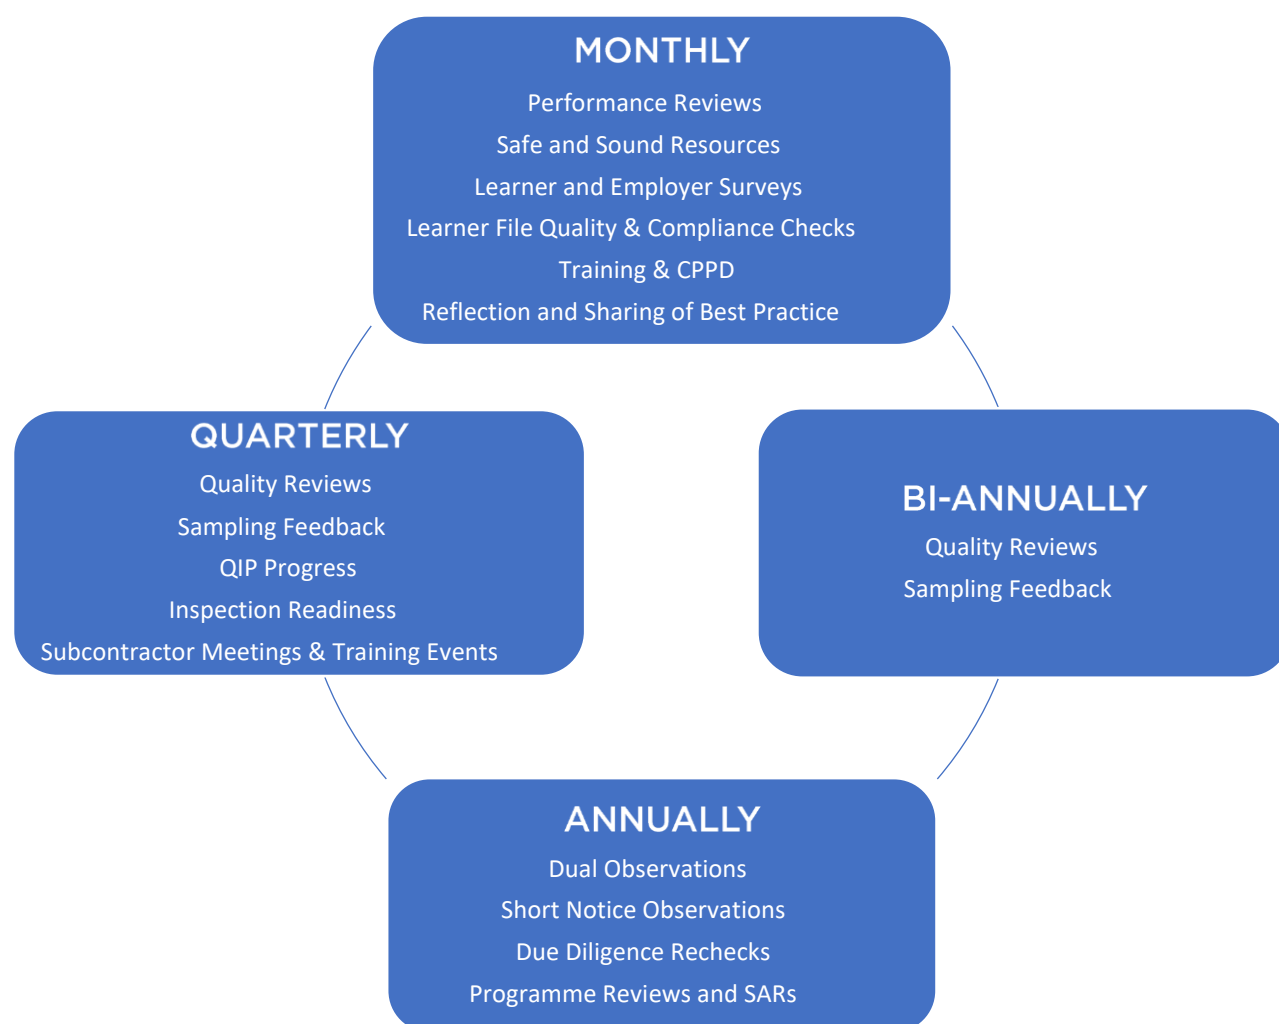 MONTHLY
Performance Reviews
Safe and Sound Resources
Learner and Employer Surveys
Learner File Quality & Compliance Checks
Training & CPPD
Reflection and Sharing of Best Practice
QUARTERLY
Quality Reviews
Sampling Feedback
QIP Progress
Inspection Readiness
Subcontractor Meetings & Training Events
BI-ANNUALLY
Quality Reviews
Sampling Feedback
ANNUALLY
Dual Observations
Short Notice Observations
Due Diligence Rechecks
Programme Reviews and SARs